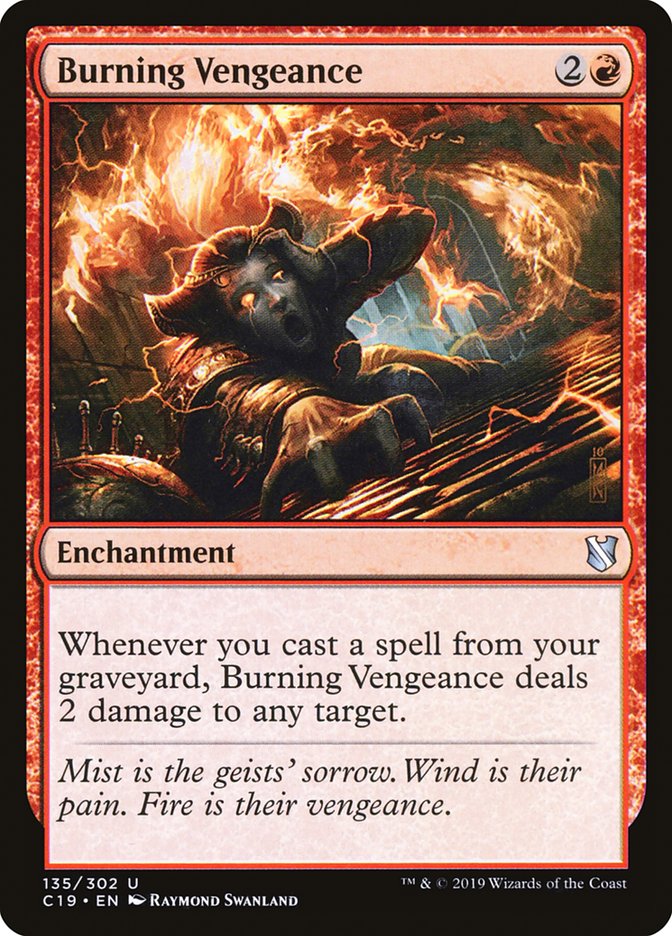 Burning Vengeance 2
Enchantment
Whenever you cast a spell from your
graveyard, Burning Vengeance deals
2 damage to any target.
Mist is the geists' sorrow. Wind is their
pain. Fire is their vengeance.
135/302 U
™ & © 2019 Wizards of the Coast
C19 • EN Raymond Swanland